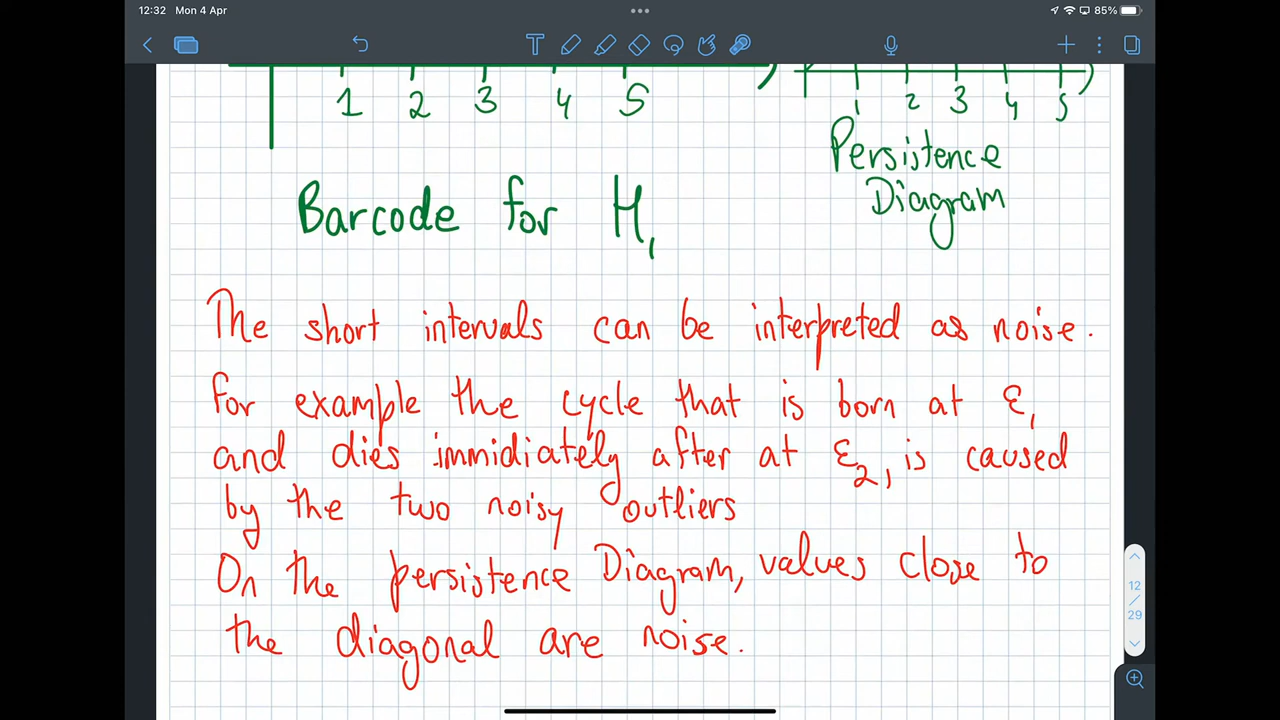 12:32 Mon 4 Apr
85%
1 2 3 4 5
1 2 3 4 5
Persistence
Diagram
Barcode for H₁
The short intervals can be interpreted as noise.
For example the cycle that is born at ε₁
and dies immidiately after at ε₂, is caused
by the two noisy outliers
On the persistence Diagram, values close to
the diagonal are noise.
12
/
29